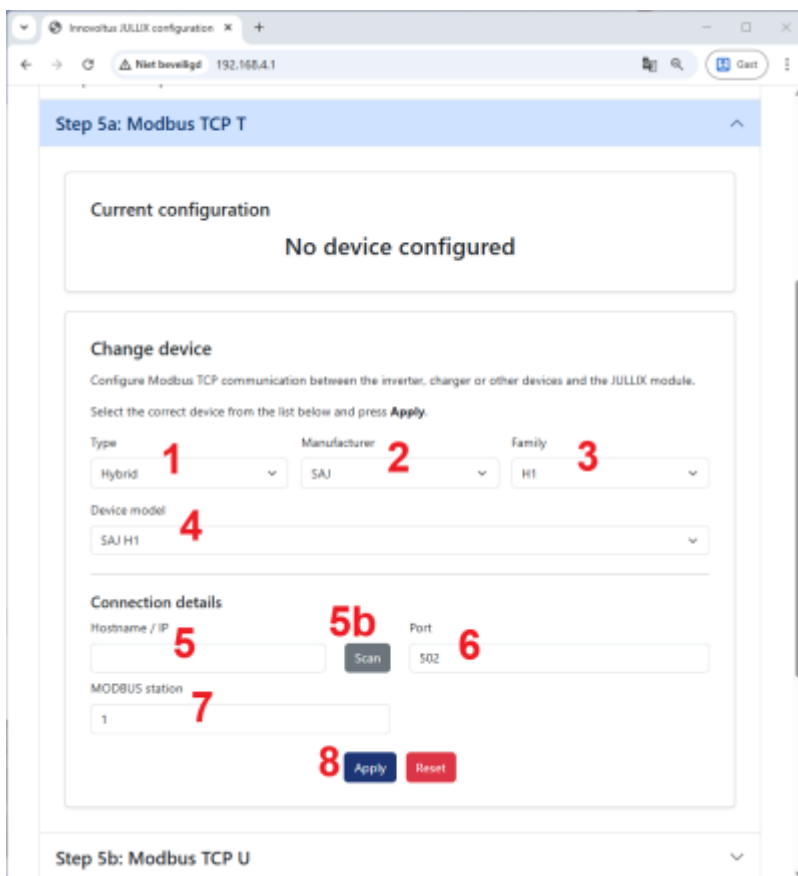 Innovoltus JULLIX configuration
Niet beveiligd 192.168.4.1 Gast
Step 5a: Modbus TCP T
Current configuration
No device configured
Change device
Configure Modbus TCP communication between the inverter, charger or other devices and the JULLIX module.
Select the correct device from the list below and press Apply.
Type Manufacturer Family
1 2 3
Hybrid SAJ H1
Device model
4
SAJ H1
Connection details
Hostname / IP 5b Port
5 6
Scan 502
MODBUS station
7
1
8 Apply Reset
Step 5b: Modbus TCP U